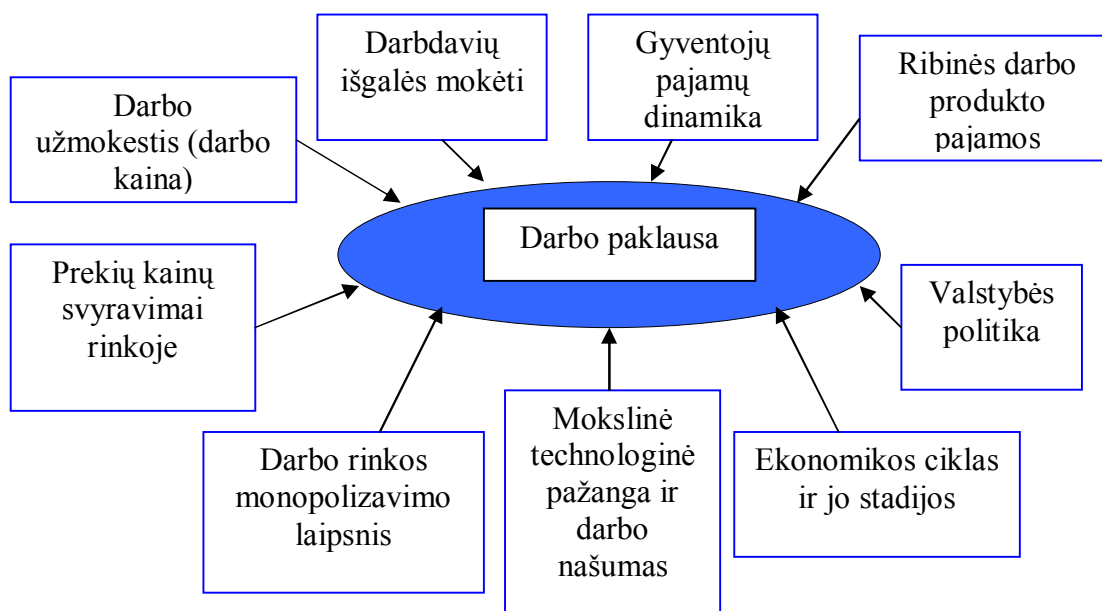 Darbdavių
išgalės mokėti
Gyventojų
pajamų
dinamika
Ribinės darbo
produkto
pajamos
Darbo
užmokestis (darbo
kaina)
Darbo paklausa
Prekių kainų
svyravimai
rinkoje
Valstybės
politika
Darbo rinkos
monopolizavimo
laipsnis
Mokslinė
technologinė
pažanga ir
darbo
našumas
Ekonomikos ciklas
ir jo stadijos